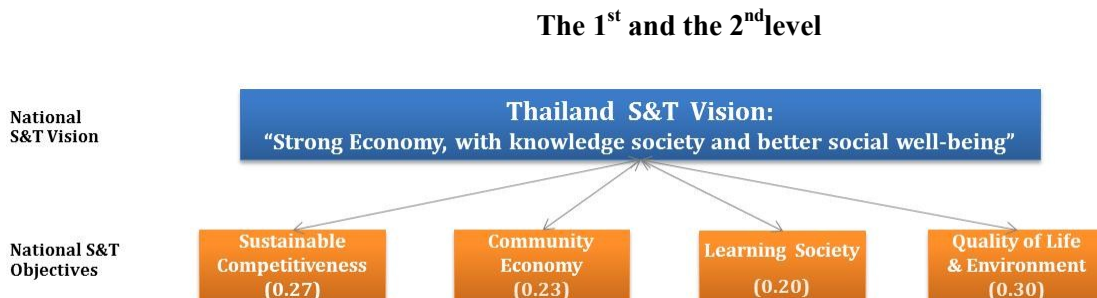 The 1st and the 2nd level
National
S&T Vision
Thailand S&T Vision:
“Strong Economy, with knowledge society and better social well-being”
National S&T
Objectives
Sustainable
Competitiveness
(0.27)
Community
Economy
(0.23)
Learning Society
(0.20)
Quality of Life
& Environment
(0.30)